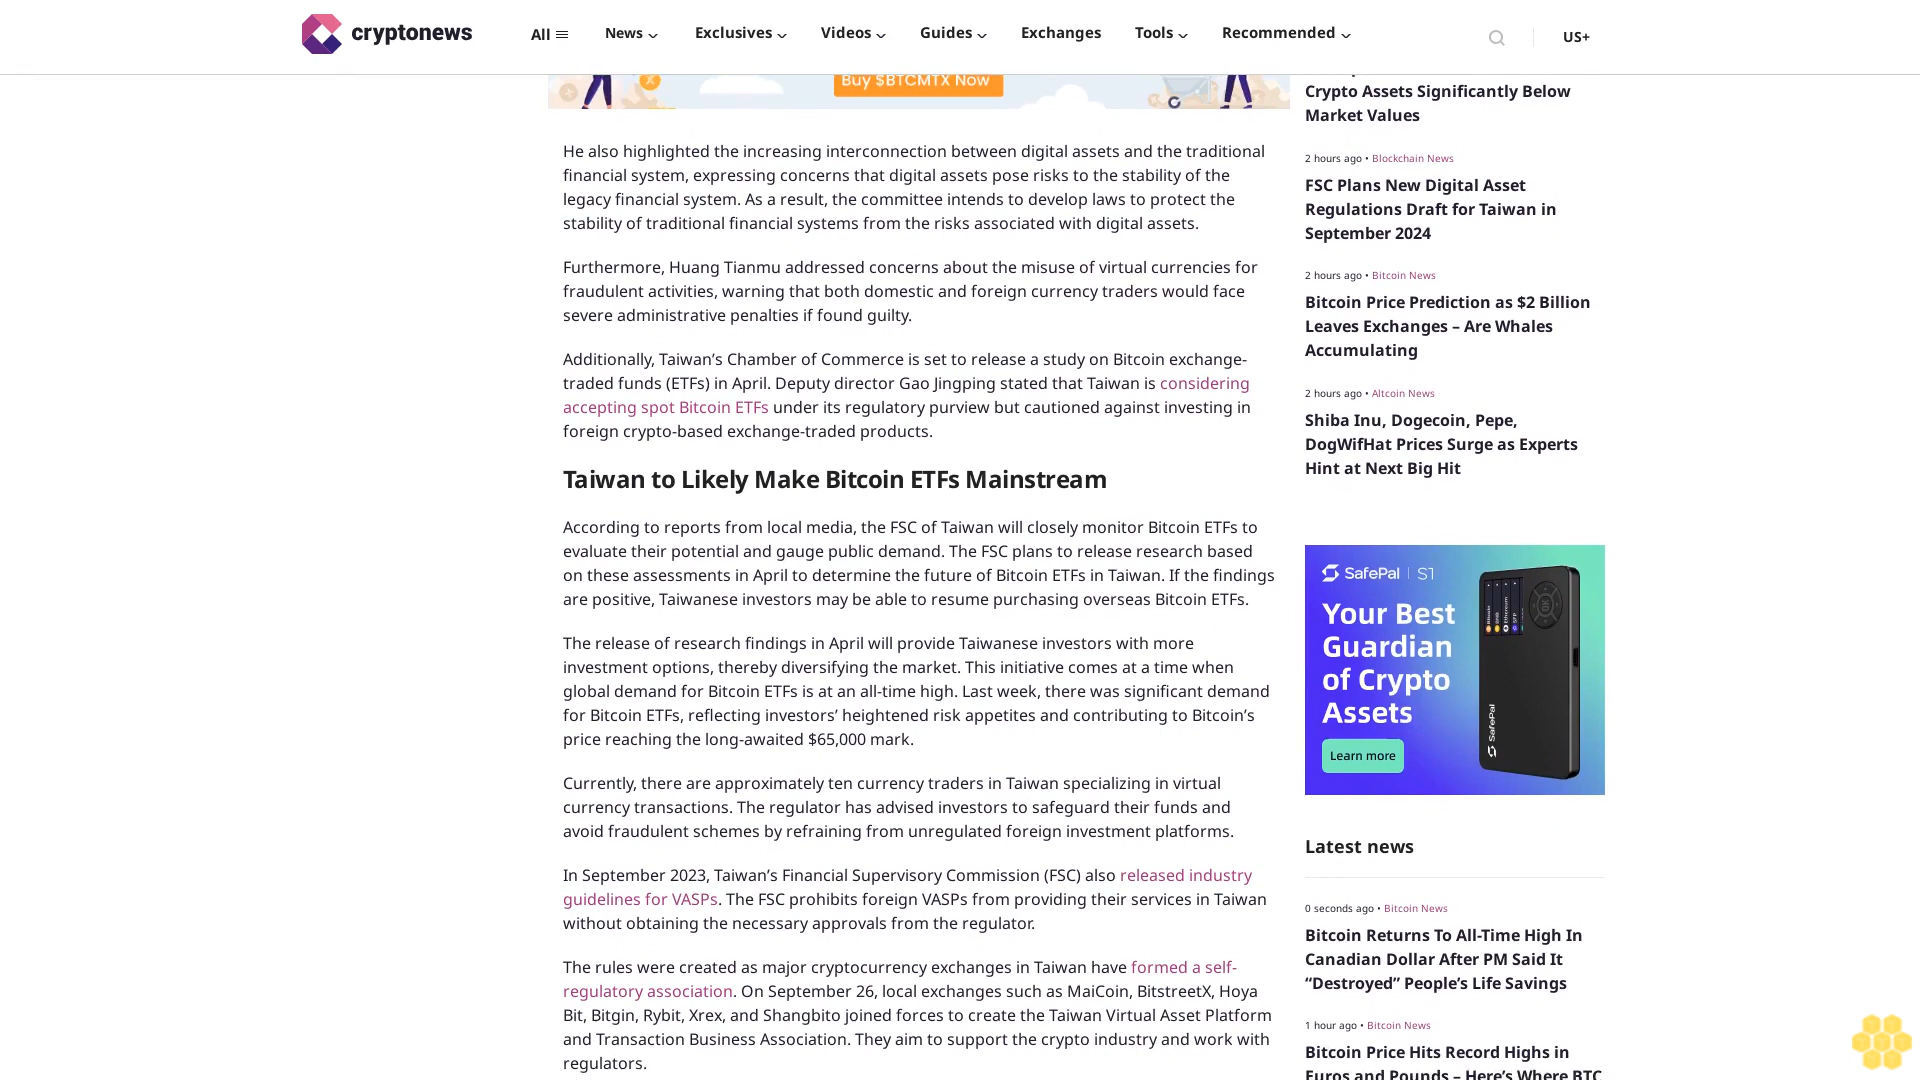 cryptonews
All
News
Exclusives
Videos
Guides
Exchanges
Tools
Recommended
US+
Buy $BTCMTX Now
He also highlighted the increasing interconnection between digital assets and the traditional
financial system, expressing concerns that digital assets pose risks to the stability of the
legacy financial system. As a result, the committee intends to develop laws to protect the
stability of traditional financial systems from the risks associated with digital assets.
Furthermore, Huang Tianmu addressed concerns about the misuse of virtual currencies for
fraudulent activities, warning that both domestic and foreign currency traders would face
severe administrative penalties if found guilty.
Additionally, Taiwan’s Chamber of Commerce is set to release a study on Bitcoin exchange-
traded funds (ETFs) in April. Deputy director Gao Jingping stated that Taiwan is considering
accepting spot Bitcoin ETFs under its regulatory purview but cautioned against investing in
foreign crypto-based exchange-traded products.
Taiwan to Likely Make Bitcoin ETFs Mainstream
According to reports from local media, the FSC of Taiwan will closely monitor Bitcoin ETFs to
evaluate their potential and gauge public demand. The FSC plans to release research based
on these assessments in April to determine the future of Bitcoin ETFs in Taiwan. If the findings
are positive, Taiwanese investors may be able to resume purchasing overseas Bitcoin ETFs.
The release of research findings in April will provide Taiwanese investors with more
investment options, thereby diversifying the market. This initiative comes at a time when
global demand for Bitcoin ETFs is at an all-time high. Last week, there was significant demand
for Bitcoin ETFs, reflecting investors’ heightened risk appetites and contributing to Bitcoin’s
price reaching the long-awaited $65,000 mark.
Currently, there are approximately ten currency traders in Taiwan specializing in virtual
currency transactions. The regulator has advised investors to safeguard their funds and
avoid fraudulent schemes by refraining from unregulated foreign investment platforms.
In September 2023, Taiwan’s Financial Supervisory Commission (FSC) also released industry
guidelines for VASPs. The FSC prohibits foreign VASPs from providing their services in Taiwan
without obtaining the necessary approvals from the regulator.
The rules were created as major cryptocurrency exchanges in Taiwan have formed a self-
regulatory association. On September 26, local exchanges such as MaiCoin, BitstreetX, Hoya
Bit, Bitgin, Rybit, Xrex, and Shangbito joined forces to create the Taiwan Virtual Asset Platform
and Transaction Business Association. They aim to support the crypto industry and work with
regulators.
Crypto Assets Significantly Below
Market Values
2 hours ago • Blockchain News
FSC Plans New Digital Asset
Regulations Draft for Taiwan in
September 2024
2 hours ago • Bitcoin News
Bitcoin Price Prediction as $2 Billion
Leaves Exchanges – Are Whales
Accumulating
2 hours ago • Altcoin News
Shiba Inu, Dogecoin, Pepe,
DogWifHat Prices Surge as Experts
Hint at Next Big Hit
SafePal | S1
Your Best
Guardian
of Crypto
Assets
Learn more
SafePal
OK
Latest news
0 seconds ago • Bitcoin News
Bitcoin Returns To All-Time High In
Canadian Dollar After PM Said It
“Destroyed” People’s Life Savings
1 hour ago • Bitcoin News
Bitcoin Price Hits Record Highs in
Euros and Pounds – Here’s Where BTC